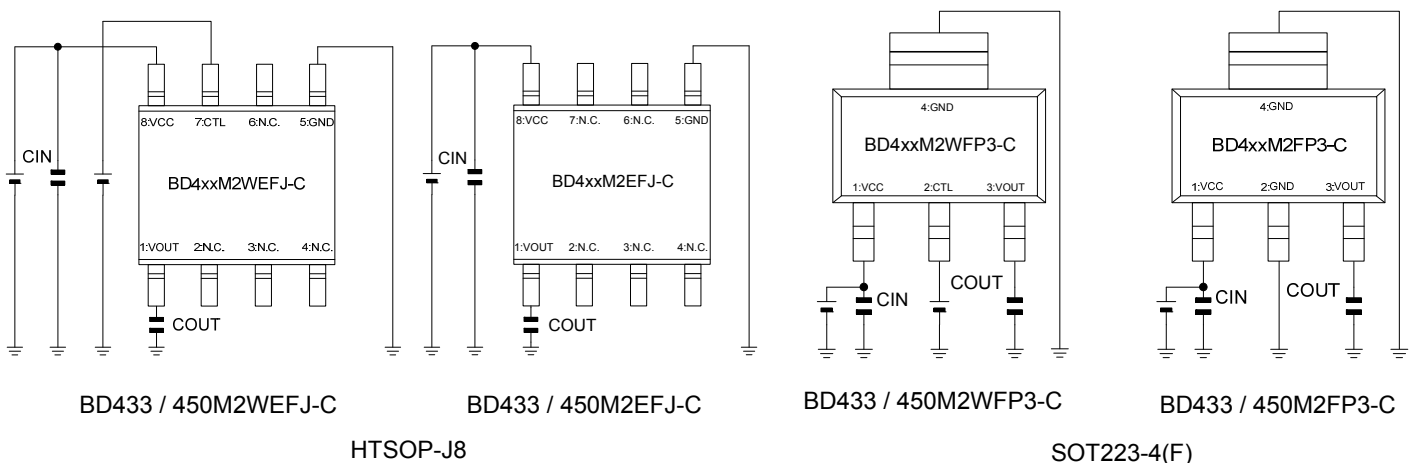 8:VCC 7:CTL 6:N.C. 5:GND
CIN
BD4xxM2WEFJ-C
1:VOUT 2:N.C. 3:N.C. 4:N.C.
COUT
BD433 / 450M2WEFJ-C
8:VCC 7:N.C. 6:N.C. 5:GND
CIN
BD4xxM2EFJ-C
1:VOUT 2:N.C. 3:N.C. 4:N.C.
COUT
BD433 / 450M2EFJ-C
HTSOP-J8
4:GND
BD4xxM2WFP3-C
1:VCC 2:CTL 3:VOUT
CIN
COUT
BD433 / 450M2WFP3-C
4:GND
BD4xxM2FP3-C
1:VCC 2:GND 3:VOUT
CIN
COUT
BD433 / 450M2FP3-C
SOT223-4(F)